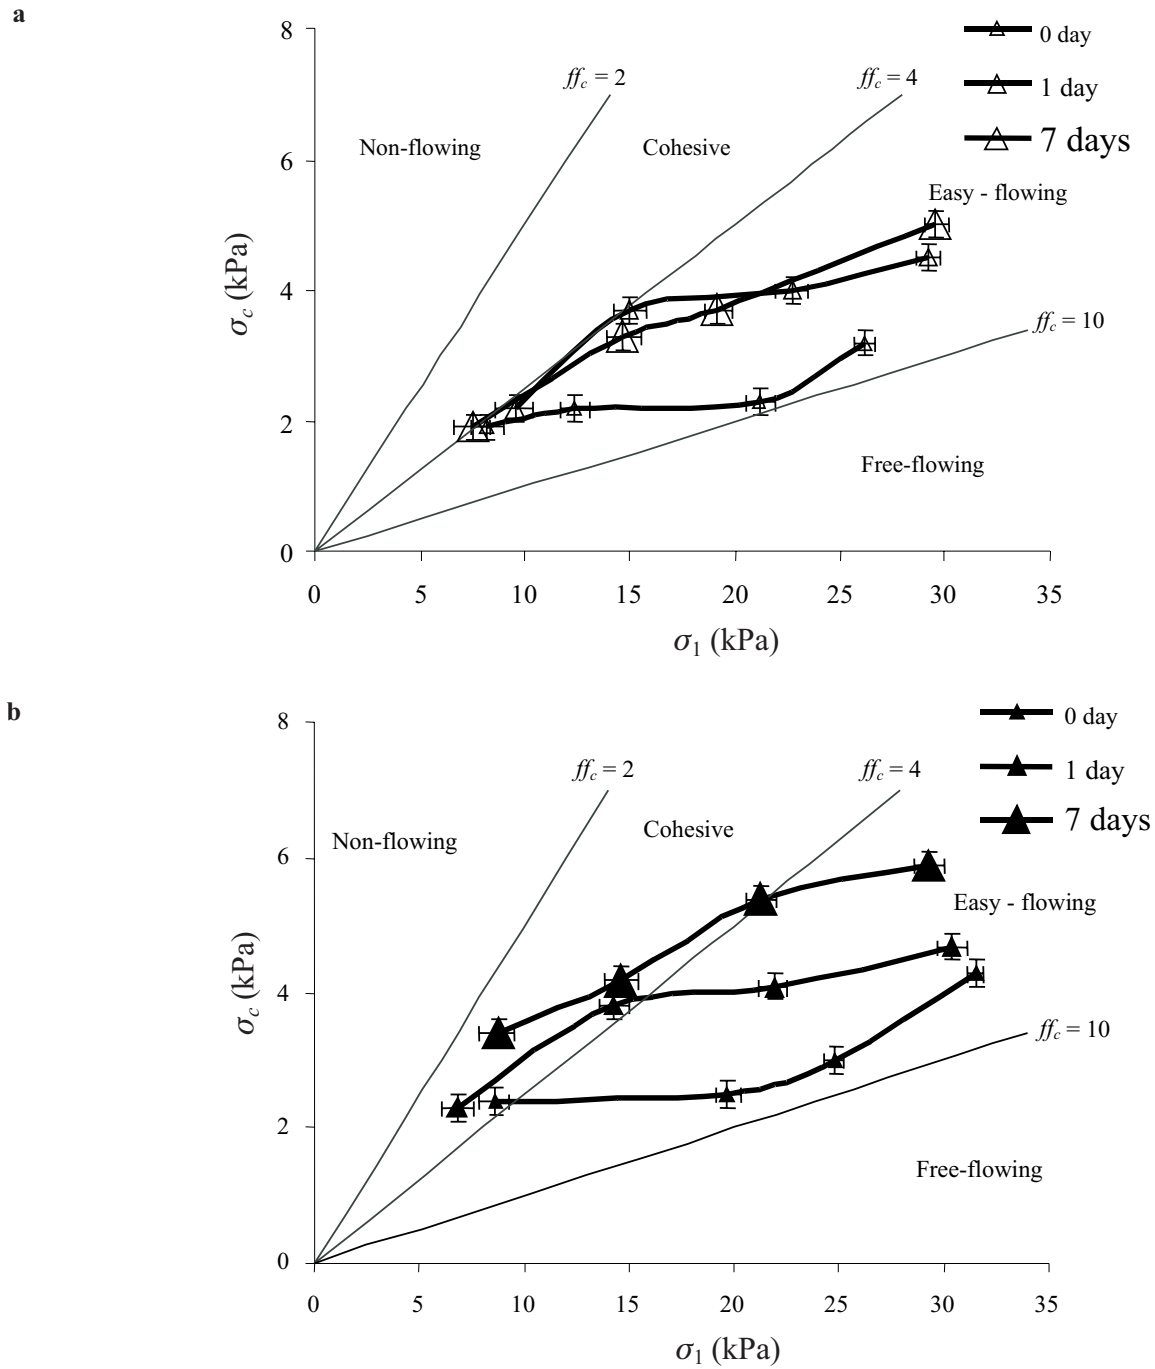 a
8
6
4
2
0
σc (kPa)
0 5 10 15 20 25 30 35
σ1 (kPa)
ffc = 2
ffc = 4
ffc = 10
Non-flowing
Cohesive
Easy - flowing
Free-flowing
0 day
1 day
7 days
b
8
6
4
2
0
σc (kPa)
0 5 10 15 20 25 30 35
σ1 (kPa)
ffc = 2
ffc = 4
ffc = 10
Non-flowing
Cohesive
Easy - flowing
Free-flowing
0 day
1 day
7 days